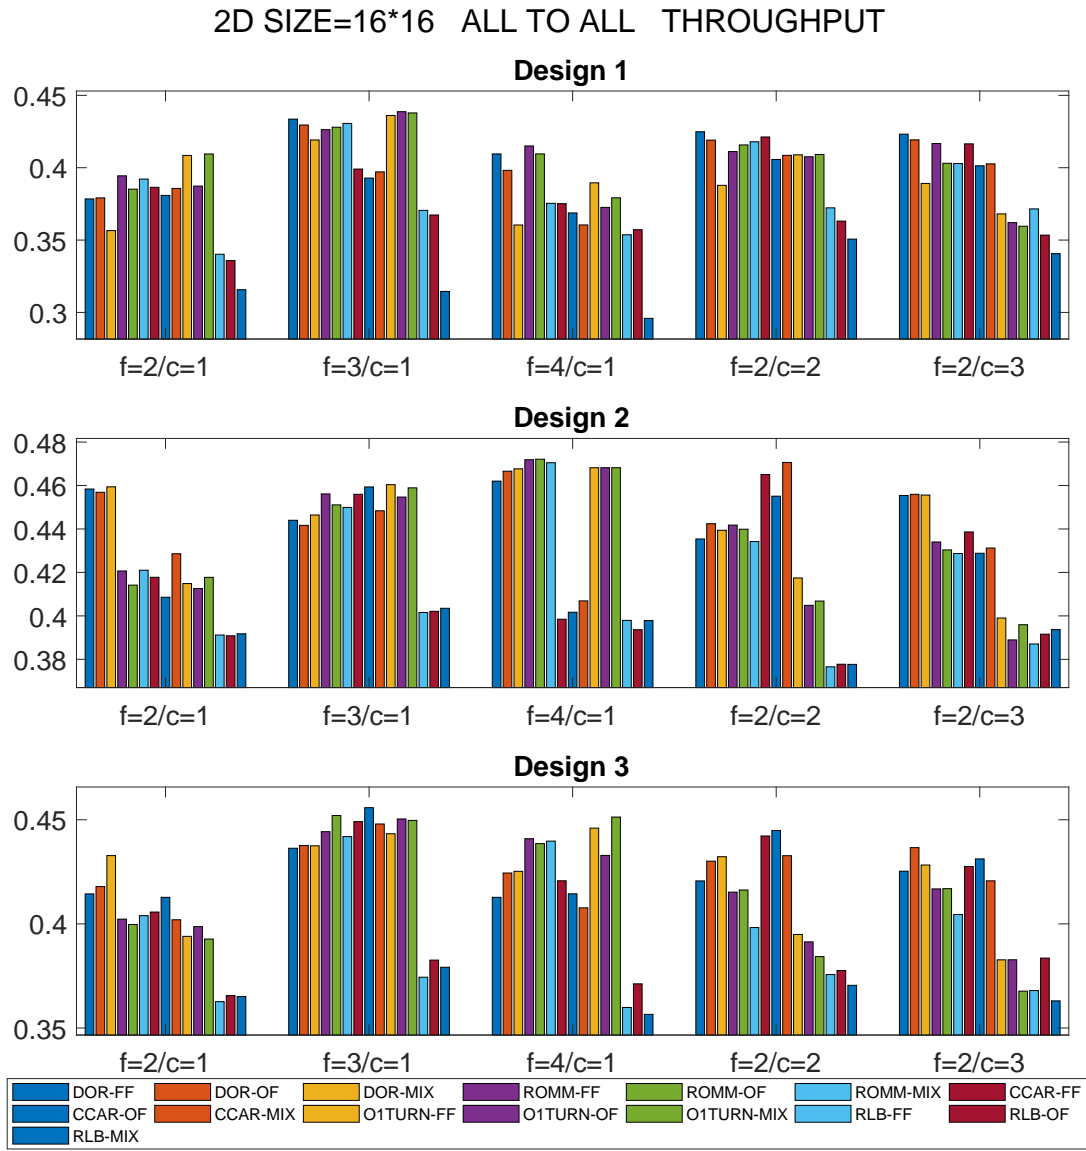 2D SIZE=16*16 ALL TO ALL THROUGHPUT
Design 1
0.45
0.4
0.35
0.3
f=2/c=1 f=3/c=1 f=4/c=1 f=2/c=2 f=2/c=3
Design 2
0.48
0.46
0.44
0.42
0.4
0.38
f=2/c=1 f=3/c=1 f=4/c=1 f=2/c=2 f=2/c=3
Design 3
0.45
0.4
0.35
f=2/c=1 f=3/c=1 f=4/c=1 f=2/c=2 f=2/c=3
DOR-FF DOR-OF DOR-MIX ROMM-FF ROMM-OF ROMM-MIX CCAR-FF
CCAR-OF CCAR-MIX O1TURN-FF O1TURN-OF O1TURN-MIX RLB-FF RLB-OF
RLB-MIX